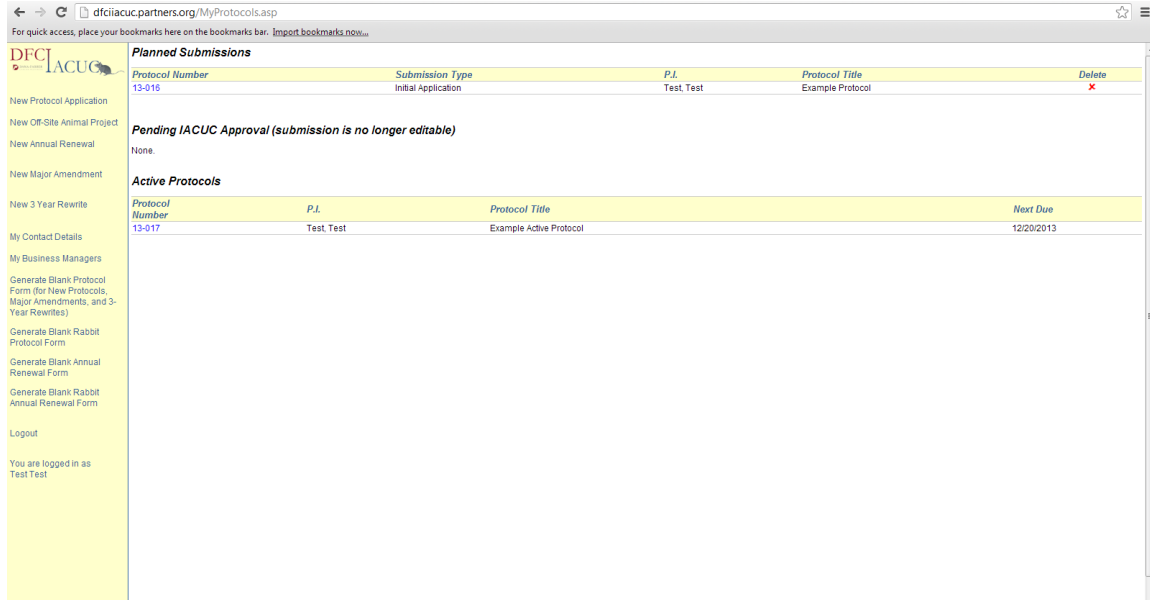 dfciiacuc.partners.org/MyProtocols.asp
For quick access, place your bookmarks here on the bookmarks bar. Import bookmarks now...
DFCI
IACUC
New Protocol Application
New Off-Site Animal Project
New Annual Renewal
New Major Amendment
New 3 Year Rewrite
My Contact Details
My Business Managers
Generate Blank Protocol
Form (for New Protocols,
Major Amendments, and 3-
Year Rewrites)
Generate Blank Rabbit
Protocol Form
Generate Blank Annual
Renewal Form
Generate Blank Rabbit
Annual Renewal Form
Logout
You are logged in as
Test Test
Planned Submissions
Protocol Number Submission Type P.I. Protocol Title Delete
13-016 Initial Application Test, Test Example Protocol
Pending IACUC Approval (submission is no longer editable)
None.
Active Protocols
Protocol
Number P.I. Protocol Title Next Due
13-017 Test, Test Example Active Protocol 12/20/2013